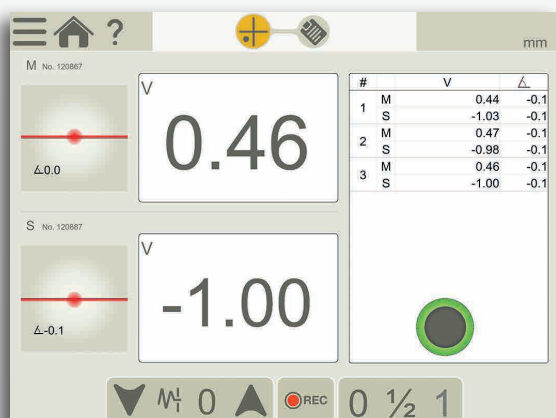 ?
mm
M No. 120867
V
0.46
∡0.0
S No. 120867
V
-1.00
∡-0.1
# V ∡
1 M 0.44 -0.1
S -1.03 -0.1
2 M 0.47 -0.1
S -0.98 -0.1
3 M 0.46 -0.1
S -1.00 -0.1
0 REC 0 ½ 1